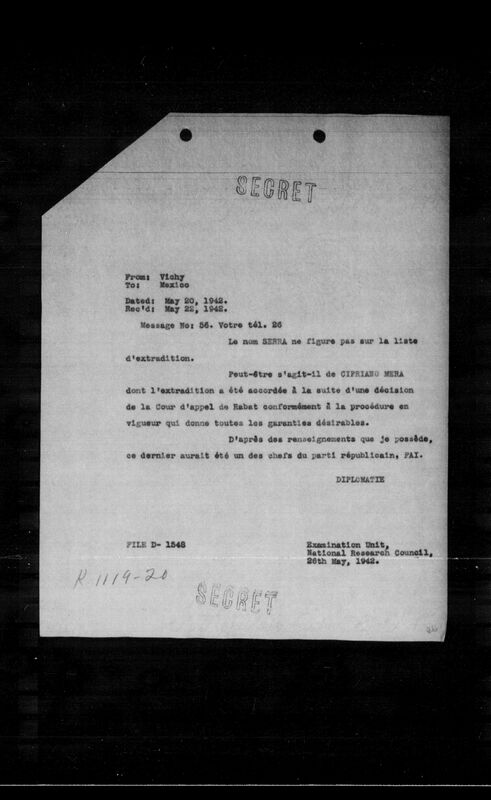 SECRET
From: Vichy
To: Mexico
Dated: May 20, 1942.
Rec'd: May 22, 1942.
Message No: 56. Votre tél. 26
Le nom SERRA ne figure pas sur la liste
d'extradition.
Peut-être s'agit-il de CIPRIANO MERA
dont l'extradition a été accordée à la suite d'une décision
de la Cour d'appel de Rabat conformément à la procédure en
vigueur qui donne toutes les garanties désirables.
D'après des renseignements que je possède,
ce dernier aurait été un des chefs du parti républicain, FAI.
DIPLOMATIE
FILE D- 1548
Examination Unit,
National Research Council,
26th May, 1942.
R 1119-20
SECRET